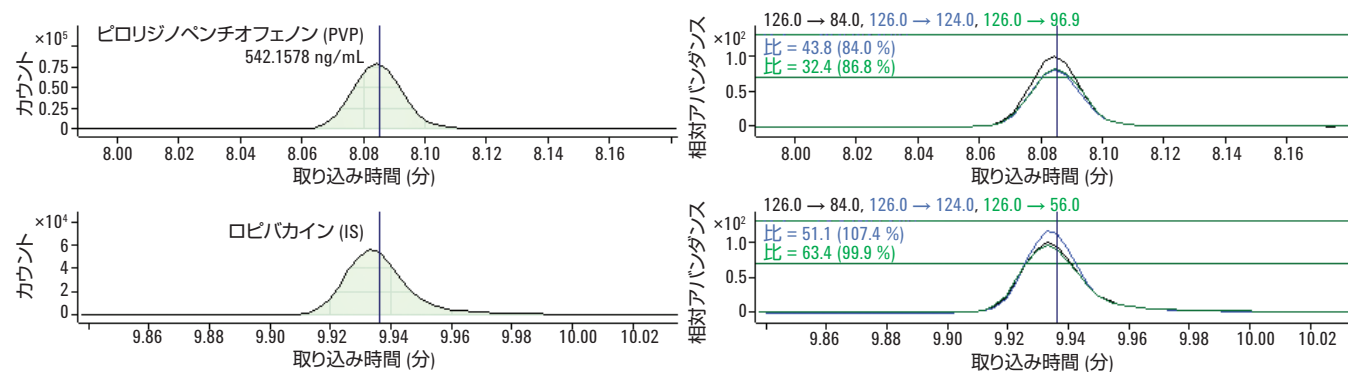 ピロリジノペンチオフェノン (PVP)
542.1578 ng/mL
×10⁵
カウント
0.75
0.50
0.25
0
8.00 8.02 8.04 8.06 8.08 8.10 8.12 8.14 8.16
取り込み時間 (分)
126.0 → 84.0, 126.0 → 124.0, 126.0 → 96.9
×10²
相対アバンダンス
比 = 43.8 (84.0 %)
比 = 32.4 (86.8 %)
1.0
0.5
0
8.00 8.02 8.04 8.06 8.08 8.10 8.12 8.14 8.16
取り込み時間 (分)
ロピバカイン (IS)
×10⁴
カウント
6
4
2
0
9.86 9.88 9.90 9.92 9.94 9.96 9.98 10.00 10.02
取り込み時間 (分)
126.0 → 84.0, 126.0 → 124.0, 126.0 → 56.0
×10²
相対アバンダンス
比 = 51.1 (107.4 %)
比 = 63.4 (99.9 %)
1.0
0.5
0
9.86 9.88 9.90 9.92 9.94 9.96 9.98 10.00 10.02
取り込み時間 (分)